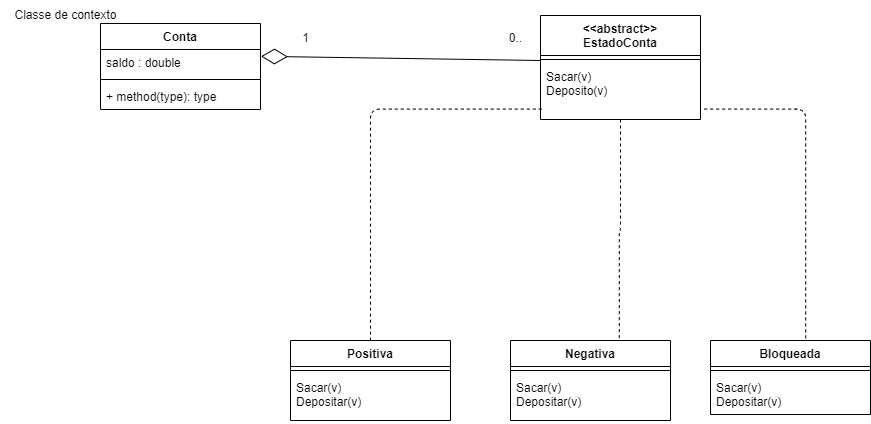 Classe de contexto
Conta
saldo : double
+ method(type): type
1
0..
<<abstract>>
EstadoConta
Sacar(v)
Deposito(v)
Positiva
Sacar(v)
Depositar(v)
Negativa
Sacar(v)
Depositar(v)
Bloqueada
Sacar(v)
Depositar(v)